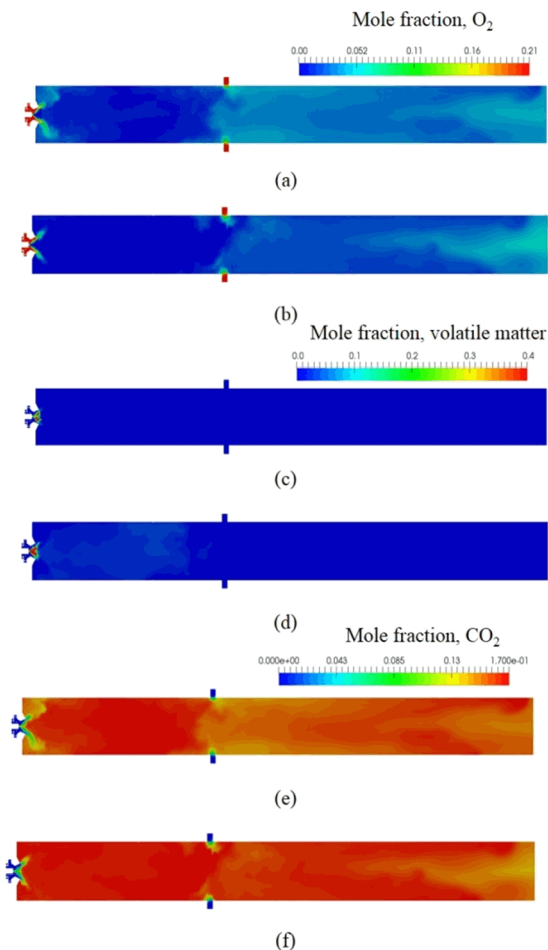 Mole fraction, O₂
0.00 0.052 0.11 0.16 0.21
(a)
(b)
Mole fraction, volatile matter
0.0 0.1 0.2 0.3 0.4
(c)
(d)
Mole fraction, CO₂
0.000e+00 0.043 0.085 0.13 1.700e-01
(e)
(f)